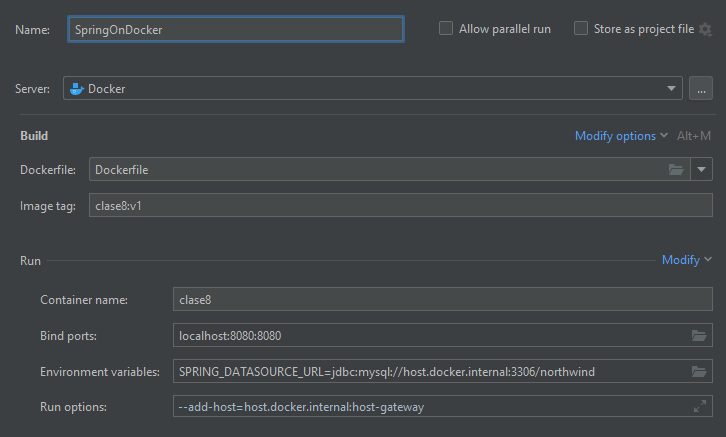 Name: SpringOnDocker Allow parallel run Store as project file
Server: Docker ...
Build Modify options Alt+M
Dockerfile: Dockerfile
Image tag: clase8:v1
Run Modify
Container name: clase8
Bind ports: localhost:8080:8080
Environment variables: SPRING_DATASOURCE_URL=jdbc:mysql://host.docker.internal:3306/northwind
Run options: --add-host=host.docker.internal:host-gateway